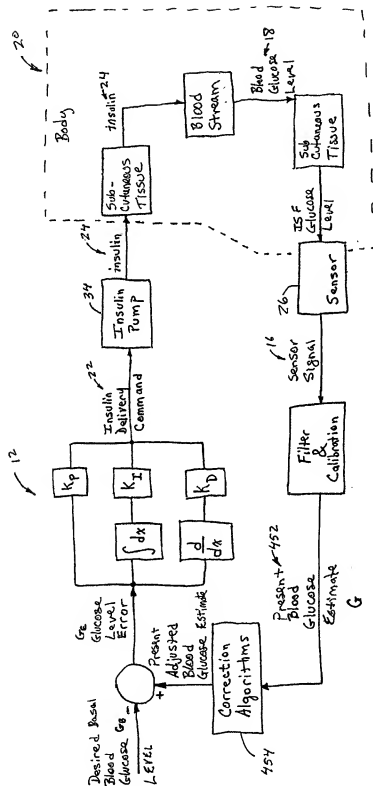 20
Body
12
Desired Basal
Blood
Glucose GB
LEVEL
-
+
GE
Glucose
Level
Error
KP
∫ dx
KI
d/dx
KD
22
Insulin
Delivery
Command
34
Insulin
Pump
24
insulin
Sub-
Cutaneous
Tissue
insulin 24
Blood
Stream
Blood
Glucose 18
Level
Sub
Cutaneous
Tissue
ISF
Glucose
Level
26
Sensor
16
Sensor
Signal
Filter
&
Calibration
Present 452
Blood
Glucose
Estimate
G
Correction
Algorithms
454
Present
Adjusted
Blood
Glucose Estimate